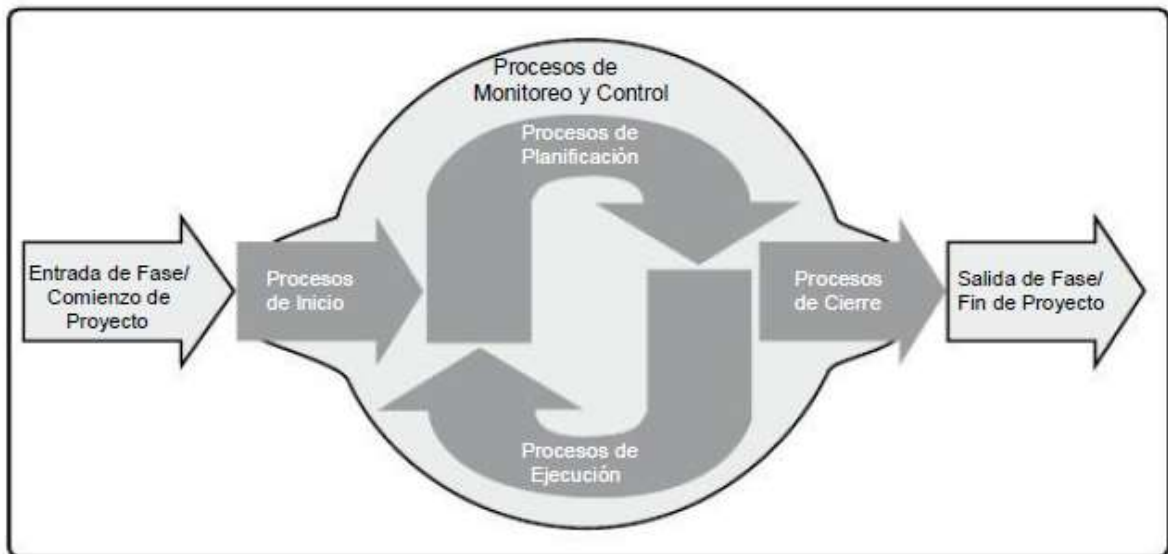 Procesos de
Monitoreo y Control
Procesos de
Planificación
Entrada de Fase/
Comienzo de
Proyecto
Procesos
de Inicio
Procesos
de Cierre
Salida de Fase/
Fin de Proyecto
Procesos de
Ejecución